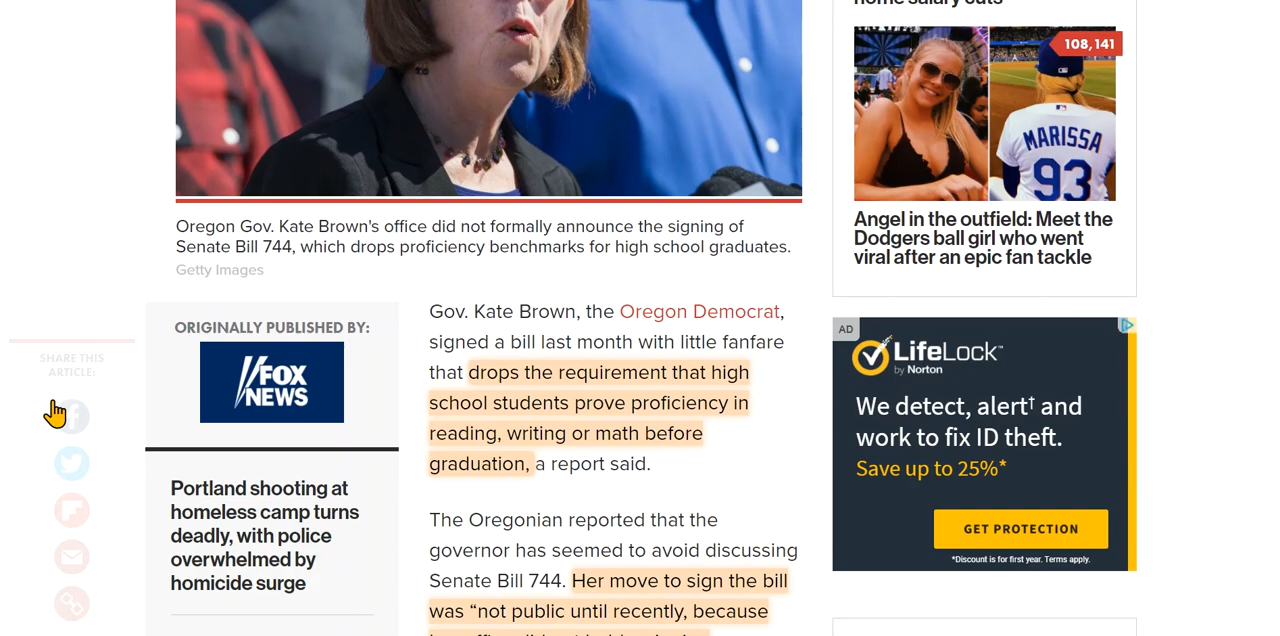 home salary cuts
108,141
MARISSA
93
Angel in the outfield: Meet the
Dodgers ball girl who went
viral after an epic fan tackle
Oregon Gov. Kate Brown's office did not formally announce the signing of
Senate Bill 744, which drops proficiency benchmarks for high school graduates.
Getty Images
SHARE THIS
ARTICLE:
ORIGINALLY PUBLISHED BY:
FOX
NEWS
Portland shooting at
homeless camp turns
deadly, with police
overwhelmed by
homicide surge
Gov. Kate Brown, the Oregon Democrat,
signed a bill last month with little fanfare
that drops the requirement that high
school students prove proficiency in
reading, writing or math before
graduation, a report said.
The Oregonian reported that the
governor has seemed to avoid discussing
Senate Bill 744. Her move to sign the bill
was “not public until recently, because
AD
LifeLock™
by Norton
We detect, alert† and
work to fix ID theft.
Save up to 25%*
GET PROTECTION
*Discount is for first year. Terms apply.